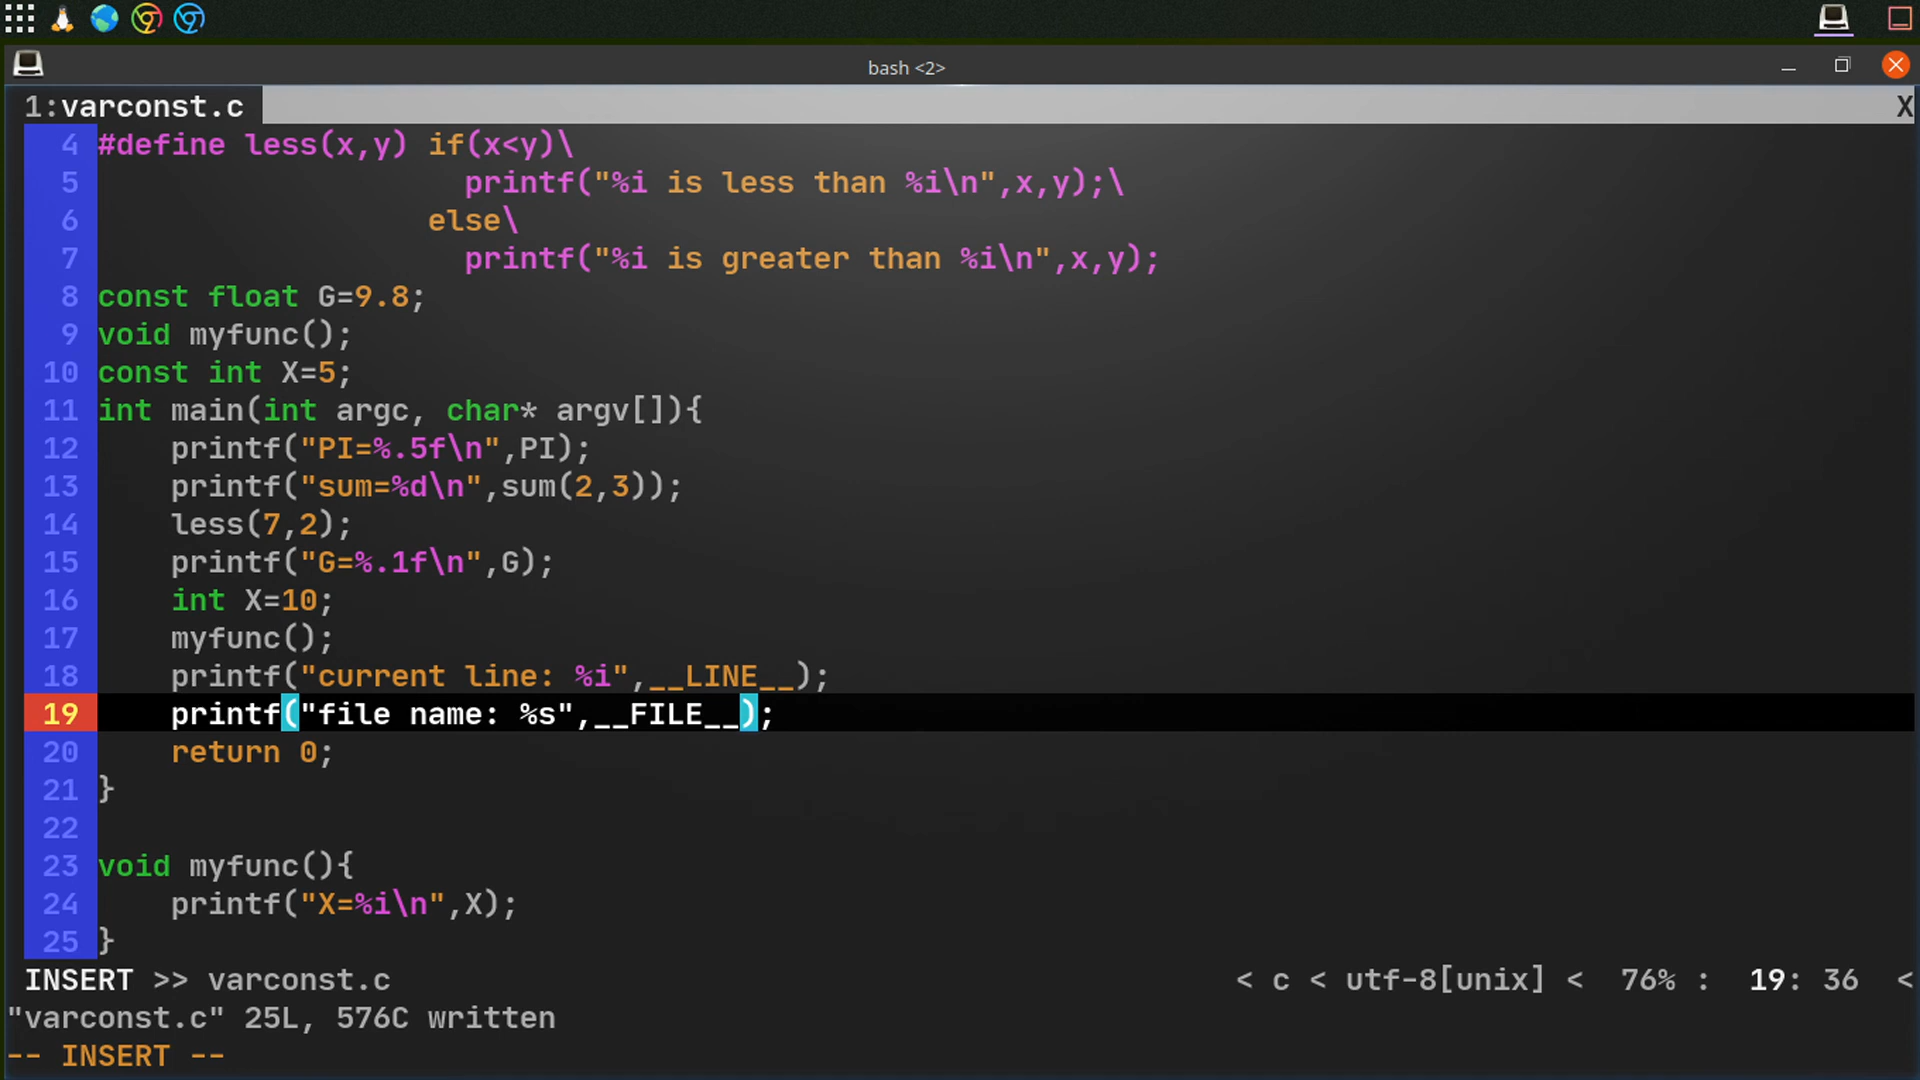 bash <2>
1:varconst.c X
4 #define less(x,y) if(x<y)\
5 printf("%i is less than %i\n",x,y);\
6 else\
7 printf("%i is greater than %i\n",x,y);
8 const float G=9.8;
9 void myfunc();
10 const int X=5;
11 int main(int argc, char* argv[]){
12 printf("PI=%.5f\n",PI);
13 printf("sum=%d\n",sum(2,3));
14 less(7,2);
15 printf("G=%.1f\n",G);
16 int X=10;
17 myfunc();
18 printf("current line: %i",__LINE__);
19 printf("file name: %s",__FILE__);
20 return 0;
21 }
22
23 void myfunc(){
24 printf("X=%i\n",X);
25 }
INSERT >> varconst.c < c < utf-8[unix] < 76% : 19: 36 <
"varconst.c" 25L, 576C written
-- INSERT --